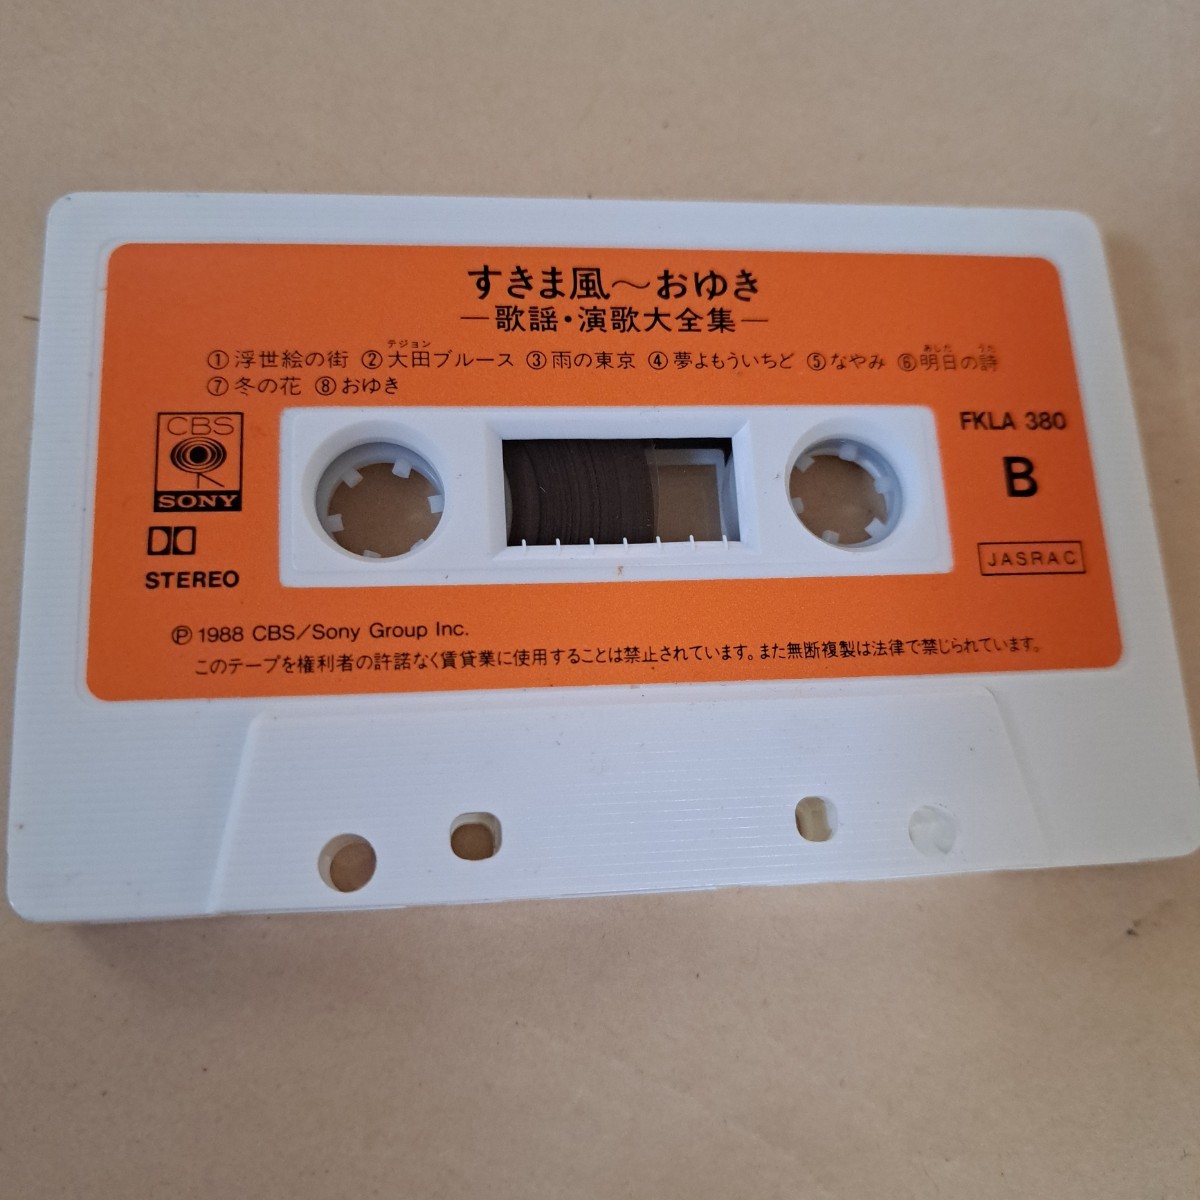 すきま風〜おゆき
—歌謡・演歌大全集—
①浮世絵の街 ②大田ブルース ③雨の東京 ④夢よもういちど ⑤なやみ ⑥明日の詩
テジョン
あした うた
⑦冬の花 ⑧おゆき
CBS
SONY
FKLA 380
B
STEREO
JASRAC
Ⓟ 1988 CBS/Sony Group Inc.
このテープを権利者の許諾なく賃貸業に使用することは禁止されています。また無断複製は法律で禁じられています。